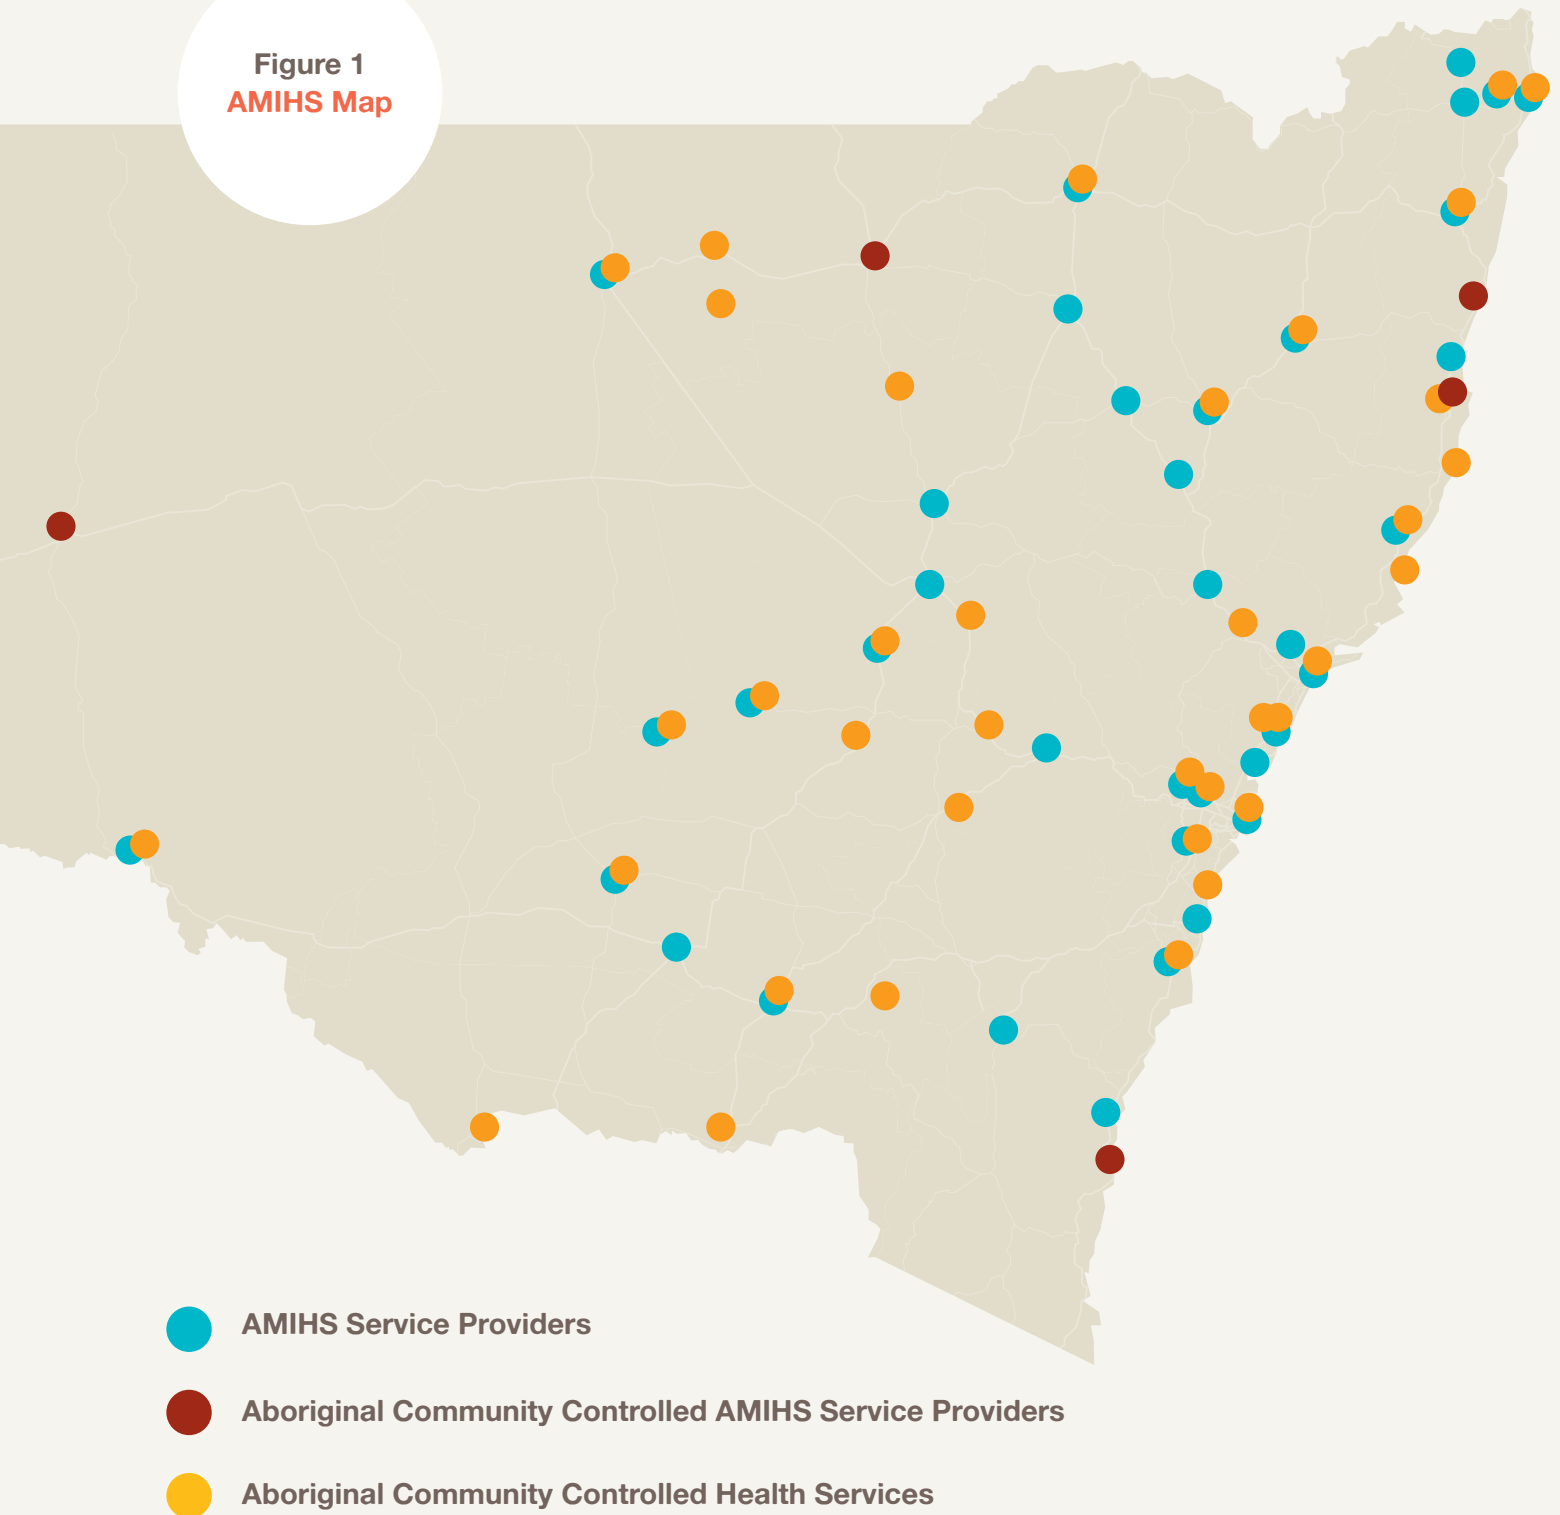 Figure 1
AMIHS Map
AMIHS Service Providers
Aboriginal Community Controlled AMIHS Service Providers
Aboriginal Community Controlled Health Services